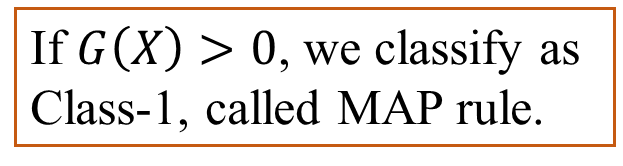 If G(X) > 0, we classify as
Class-1, called MAP rule.